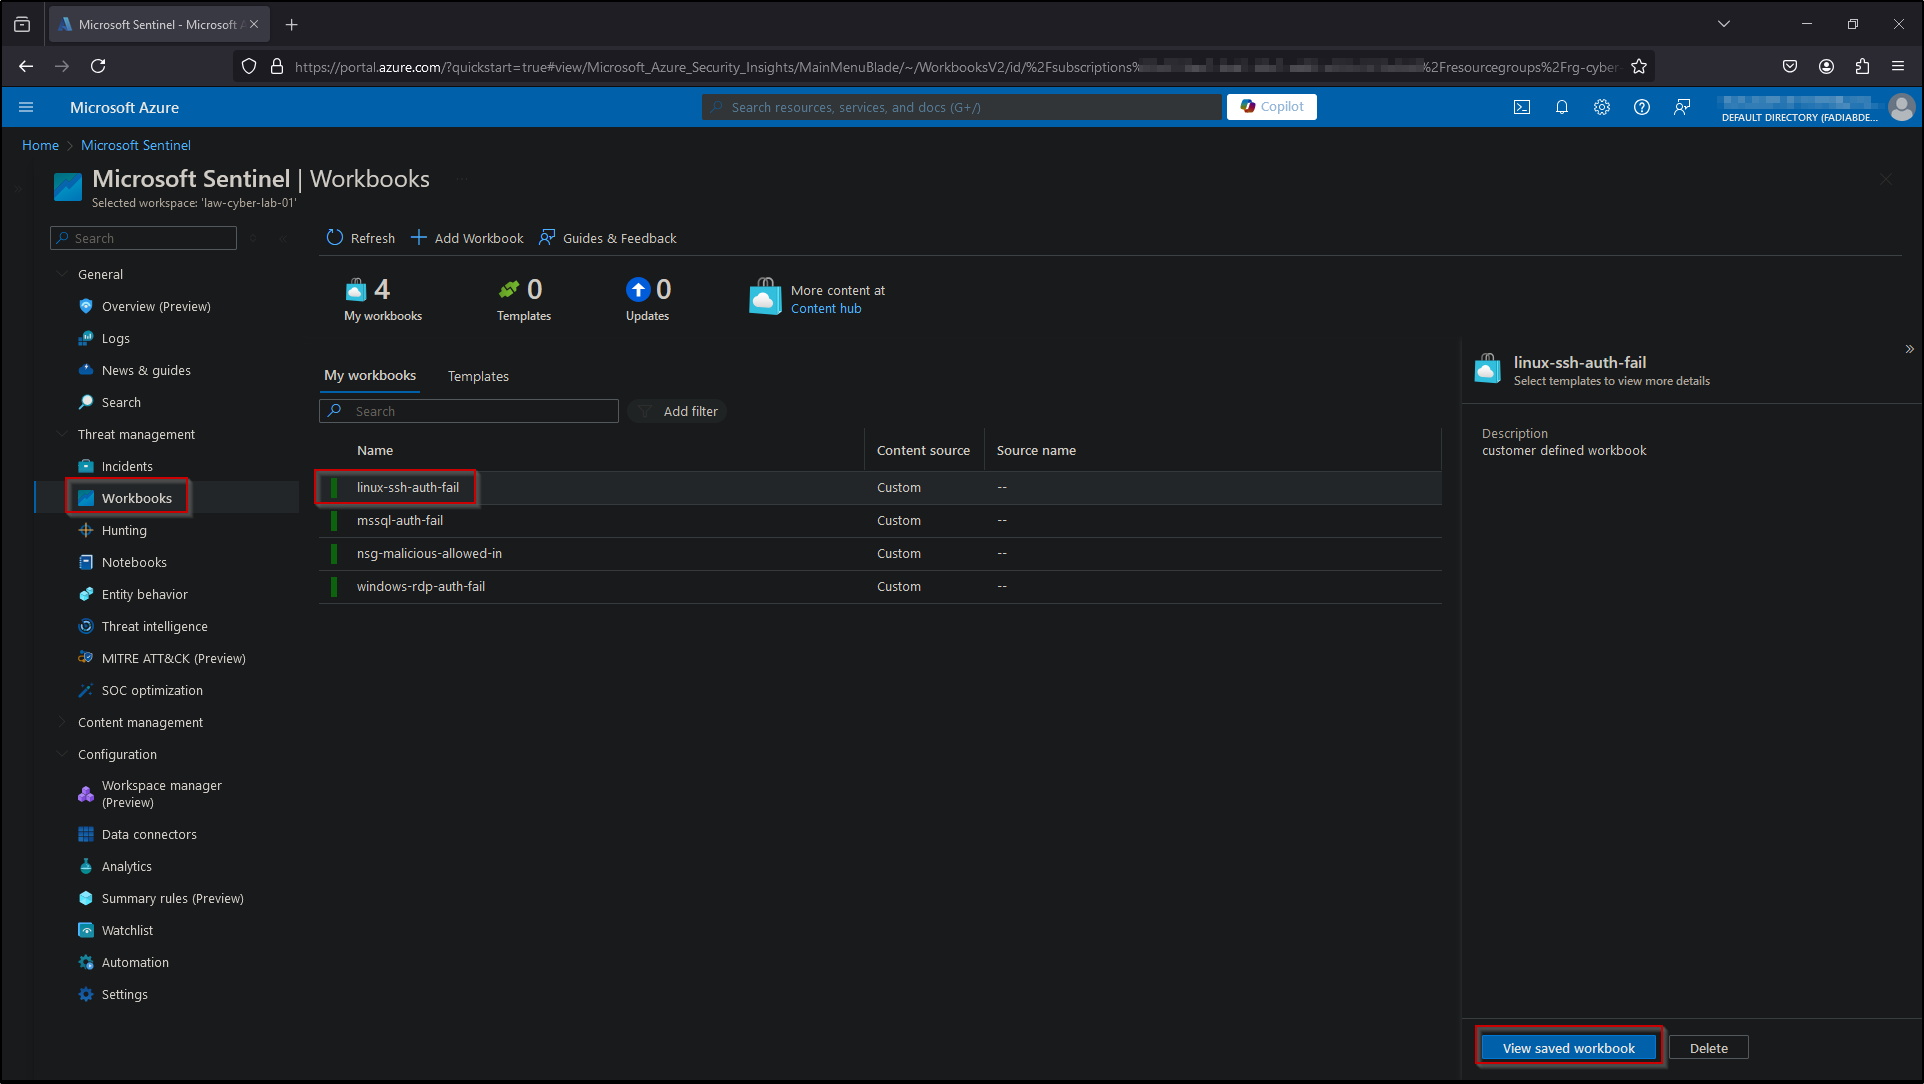 Microsoft Sentinel - Microsoft A
https://portal.azure.com/?quickstart=true#view/Microsoft_Azure_Security_Insights/MainMenuBlade/~/WorkbooksV2/id/%2Fsubscriptions%
%2Fresourcegroups%2Frg-cyber-
Microsoft Azure
Search resources, services, and docs (G+/)
Copilot
DEFAULT DIRECTORY (FADIABDE...
Home > Microsoft Sentinel
Microsoft Sentinel | Workbooks
Selected workspace: 'law-cyber-lab-01'
Search
General
Overview (Preview)
Logs
News & guides
Search
Threat management
Incidents
Workbooks
Hunting
Notebooks
Entity behavior
Threat intelligence
MITRE ATT&CK (Preview)
SOC optimization
Content management
Configuration
Workspace manager
(Preview)
Data connectors
Analytics
Summary rules (Preview)
Watchlist
Automation
Settings
Refresh Add Workbook Guides & Feedback
4
My workbooks
0
Templates
0
Updates
More content at
Content hub
My workbooks Templates
Search
Add filter
Name Content source Source name
linux-ssh-auth-fail Custom --
mssql-auth-fail Custom --
nsg-malicious-allowed-in Custom --
windows-rdp-auth-fail Custom --
linux-ssh-auth-fail
Select templates to view more details
Description
customer defined workbook
View saved workbook
Delete